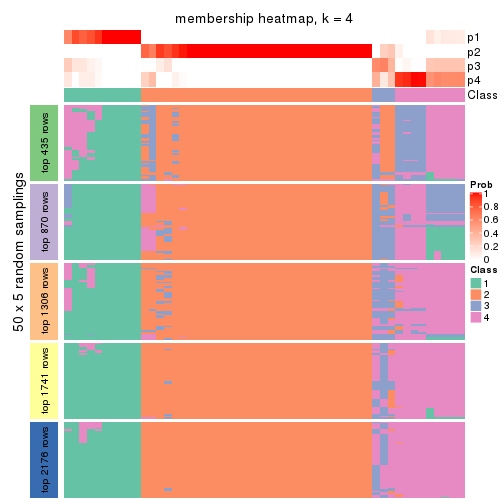 membership heatmap, k = 4
p1
p2
p3
p4
Class
50 x 5 random samplings
top 435 rows
top 870 rows
top 1306 rows
top 1741 rows
top 2176 rows
Prob
1
0.8
0.6
0.4
0.2
0
Class
1
2
3
4